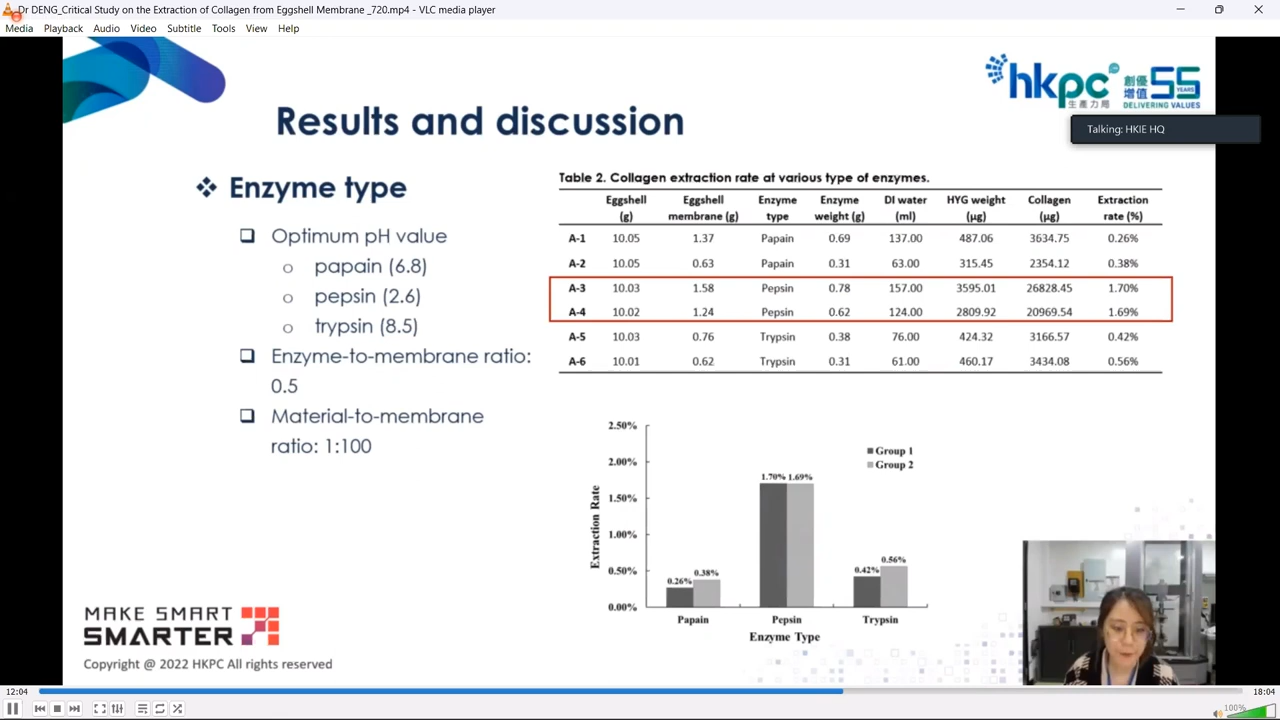 Dr DENG_Critical Study on the Extraction of Collagen from Eggshell Membrane _720.mp4 - VLC media player
Media Playback Audio Video Subtitle Tools View Help
hkpc 創優 增值 55 YEARS
生產力局 DELIVERING VALUES
Talking: HKIE HQ
Results and discussion
❖ Enzyme type
❑ Optimum pH value
o papain (6.8)
o pepsin (2.6)
o trypsin (8.5)
❑ Enzyme-to-membrane ratio:
0.5
❑ Material-to-membrane
ratio: 1:100
Table 2. Collagen extraction rate at various type of enzymes.
Eggshell Eggshell Enzyme Enzyme DI water HYG weight Collagen Extraction
(g) membrane (g) type weight (g) (ml) (μg) (μg) rate (%)
A-1 10.05 1.37 Papain 0.69 137.00 487.06 3634.75 0.26%
A-2 10.05 0.63 Papain 0.31 63.00 315.45 2354.12 0.38%
A-3 10.03 1.58 Pepsin 0.78 157.00 3595.01 26828.45 1.70%
A-4 10.02 1.24 Pepsin 0.62 124.00 2809.92 20969.54 1.69%
A-5 10.03 0.76 Trypsin 0.38 76.00 424.32 3166.57 0.42%
A-6 10.01 0.62 Trypsin 0.31 61.00 460.17 3434.08 0.56%
2.50%
2.00%
1.50%
1.00%
0.50%
0.00%
Extraction Rate
Group 1
Group 2
1.70% 1.69%
0.26% 0.38%
0.42% 0.56%
Papain Pepsin Trypsin
Enzyme Type
MAKE SMART
SMARTER
Copyright @ 2022 HKPC All rights reserved
12:04 18:04
100%